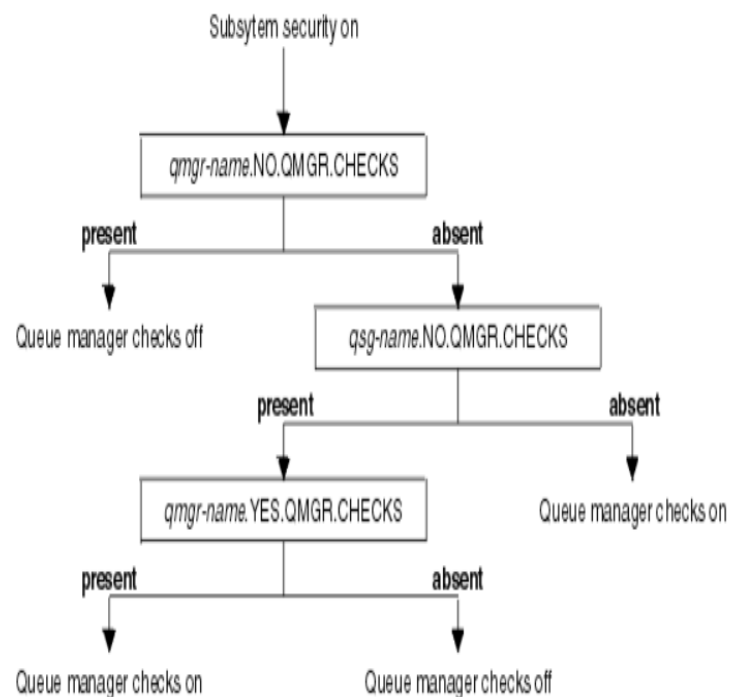 Subsytem security on
qmgr-name.NO.QMGR.CHECKS
present
absent
Queue manager checks off
qsg-name.NO.QMGR.CHECKS
present
absent
qmgr-name.YES.QMGR.CHECKS
Queue manager checks on
present
absent
Queue manager checks on
Queue manager checks off